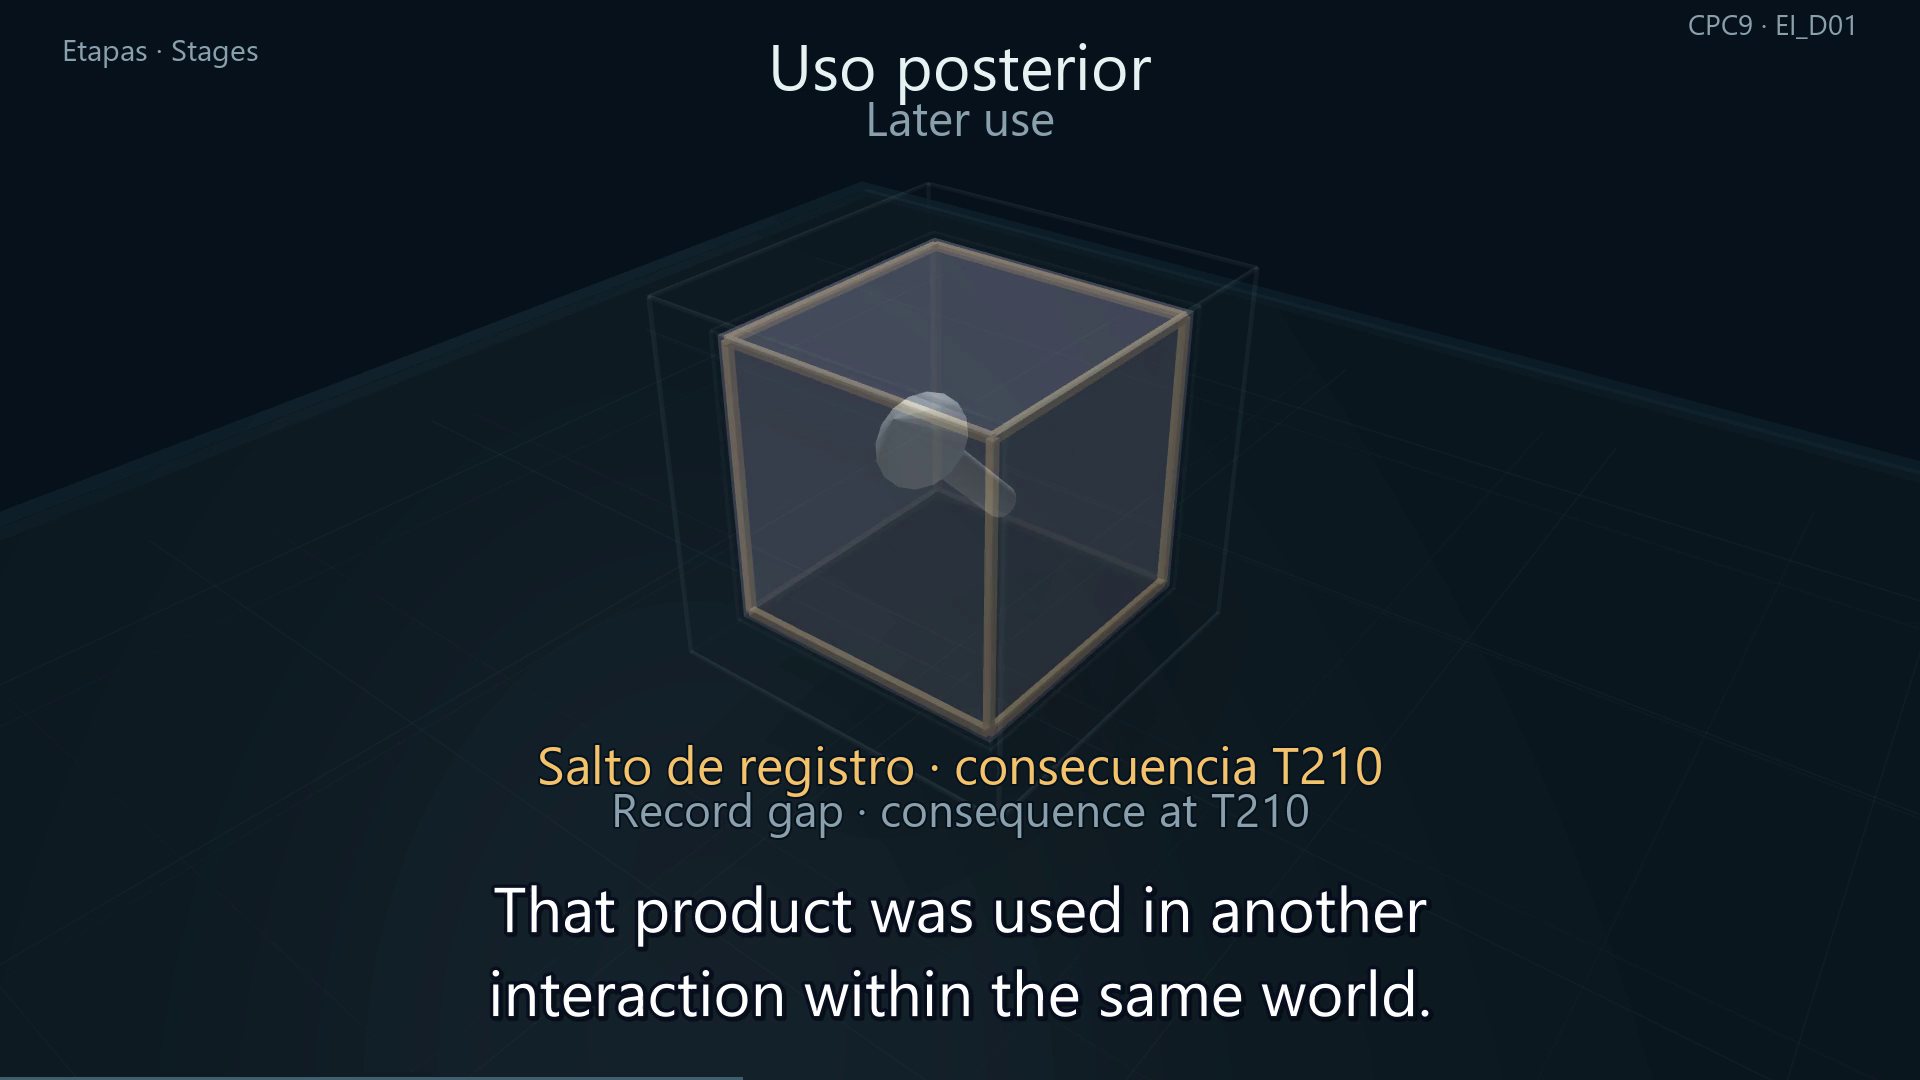 Etapas · Stages
CPC9 · EI_D01
Uso posterior
Later use
Salto de registro · consecuencia T210
Record gap · consequence at T210
That product was used in another
interaction within the same world.